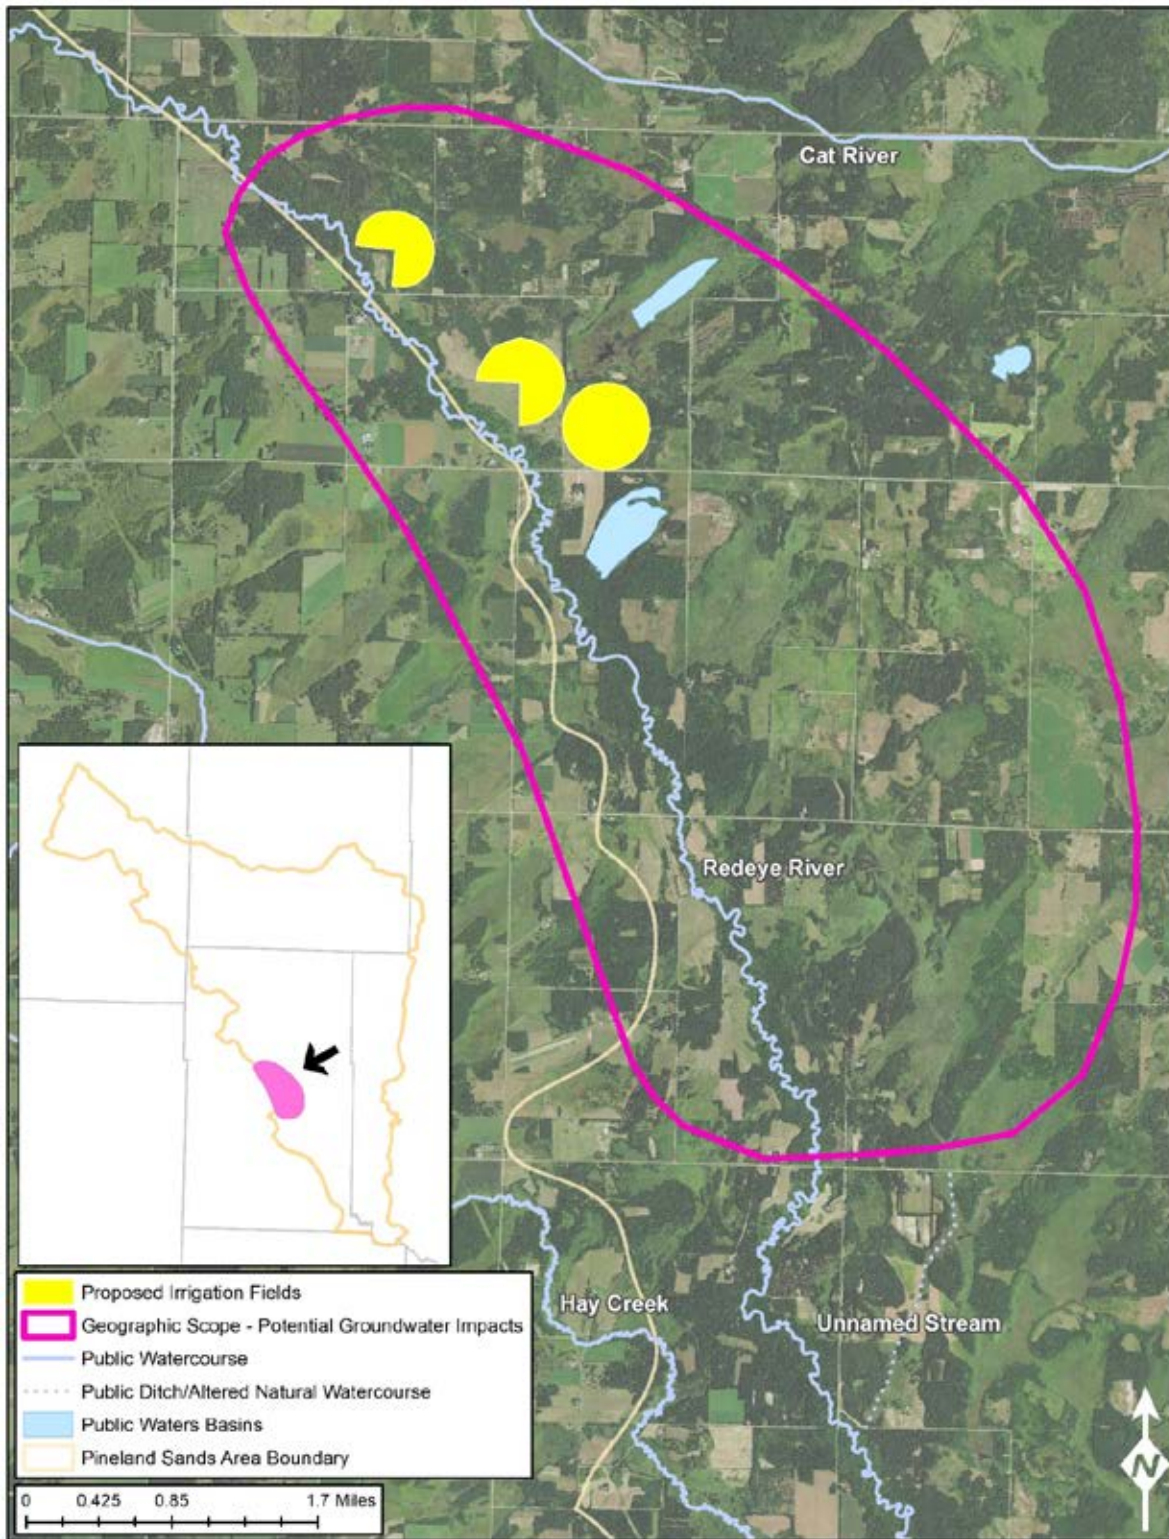 Cat River
Redeye River
Hay Creek
Unnamed Stream
Proposed Irrigation Fields
Geographic Scope - Potential Groundwater Impacts
Public Watercourse
Public Ditch/Altered Natural Watercourse
Public Waters Basins
Pineland Sands Area Boundary
0 0.425 0.85 1.7 Miles
N